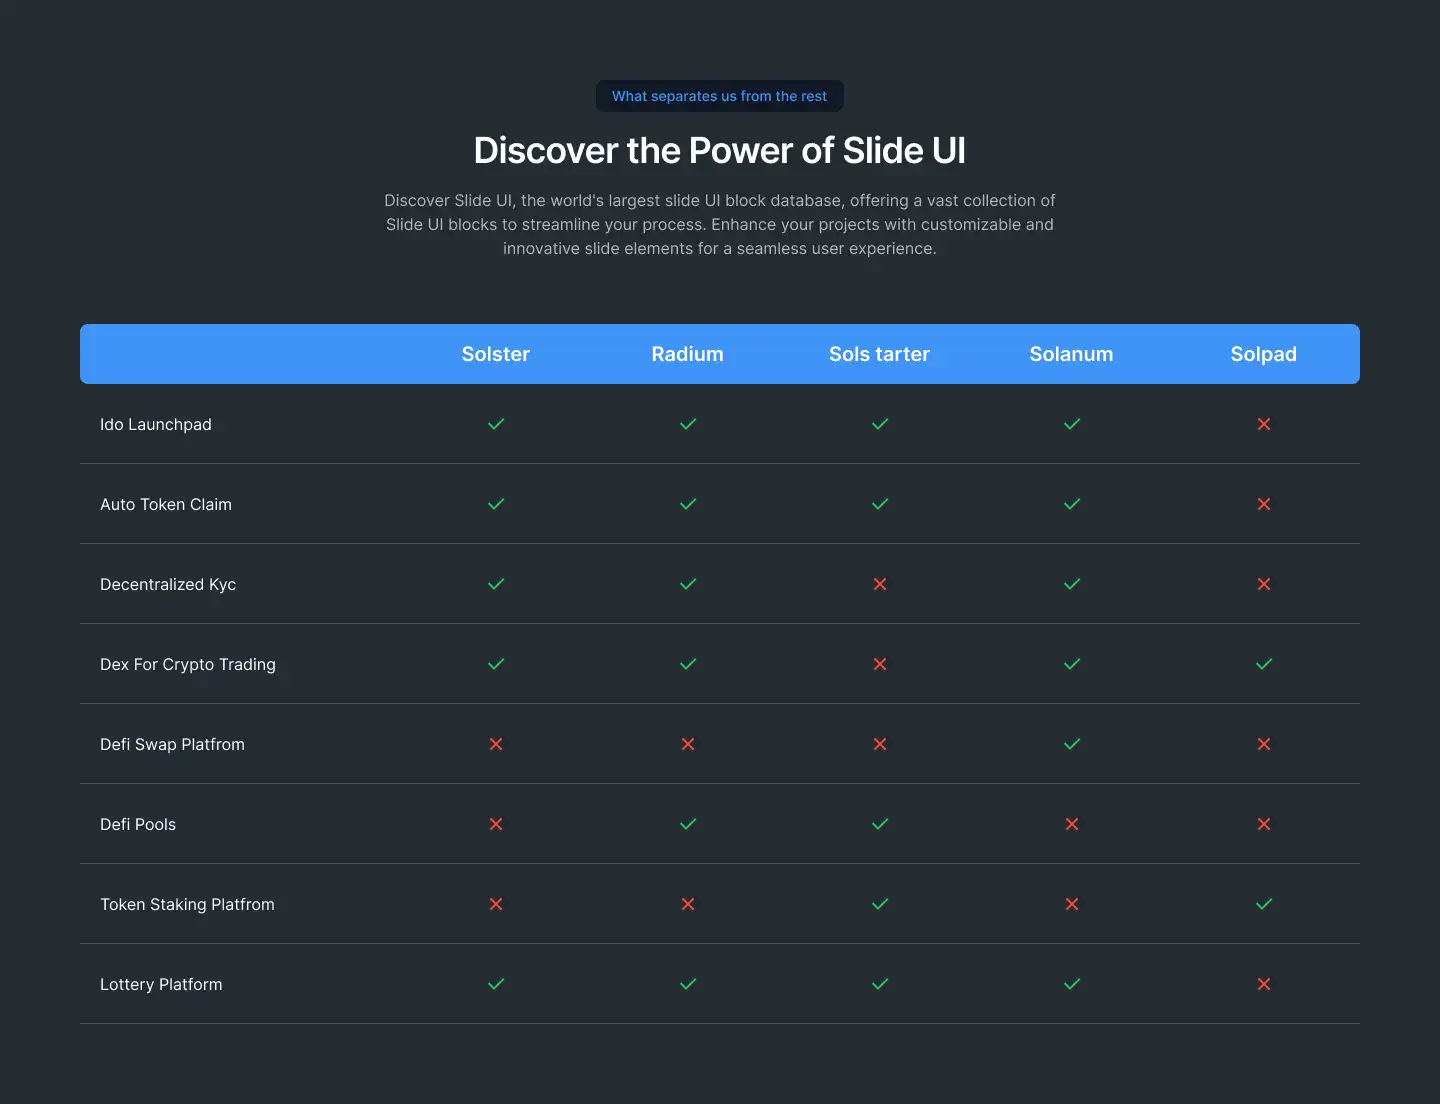 What separates us from the rest
Discover the Power of Slide UI
Discover Slide UI, the world's largest slide UI block database, offering a vast collection of
Slide UI blocks to streamline your process. Enhance your projects with customizable and
innovative slide elements for a seamless user experience.
Solster Radium Sols tarter Solanum Solpad
Ido Launchpad
Auto Token Claim
Decentralized Kyc
Dex For Crypto Trading
Defi Swap Platfrom
Defi Pools
Token Staking Platfrom
Lottery Platform